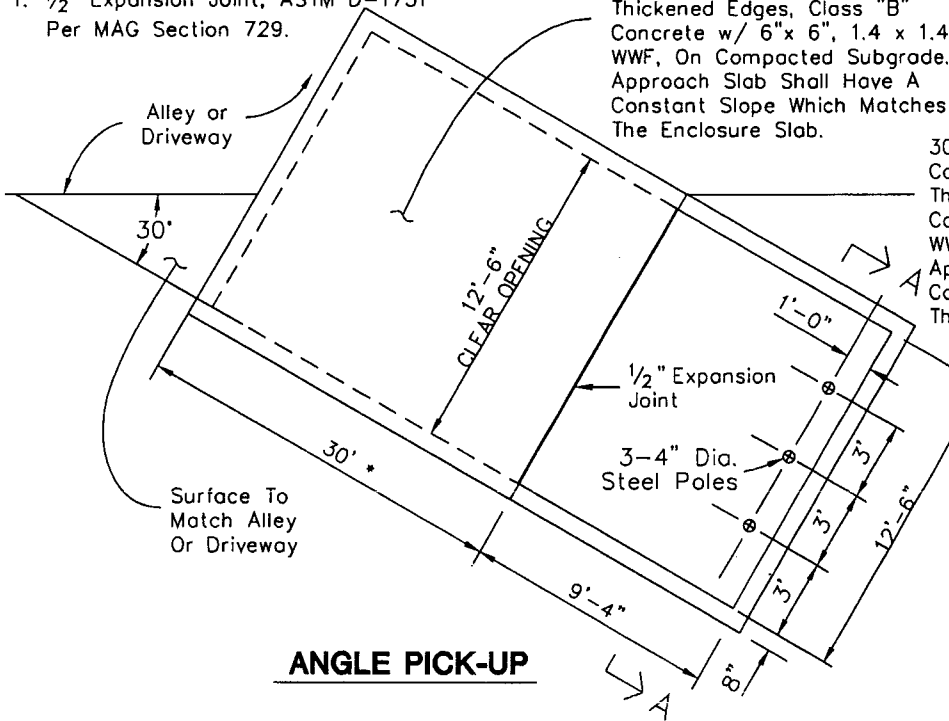 1. 1/2" Expansion Joint, ASTM D-1751
Per MAG Section 729.
Thickened Edges, Class "B"
Concrete w/ 6"x 6", 1.4 x 1.4
WWF, On Compacted Subgrade.
Approach Slab Shall Have A
Constant Slope Which Matches
The Enclosure Slab.
Alley or
Driveway
30°
12'-6"
CLEAR OPENING
A
1'-0"
1/2" Expansion
Joint
3-4" Dia.
Steel Poles
3'
3'
3'
12'-6"
30' *
Surface To
Match Alley
Or Driveway
9'-4"
8"
A
ANGLE PICK-UP